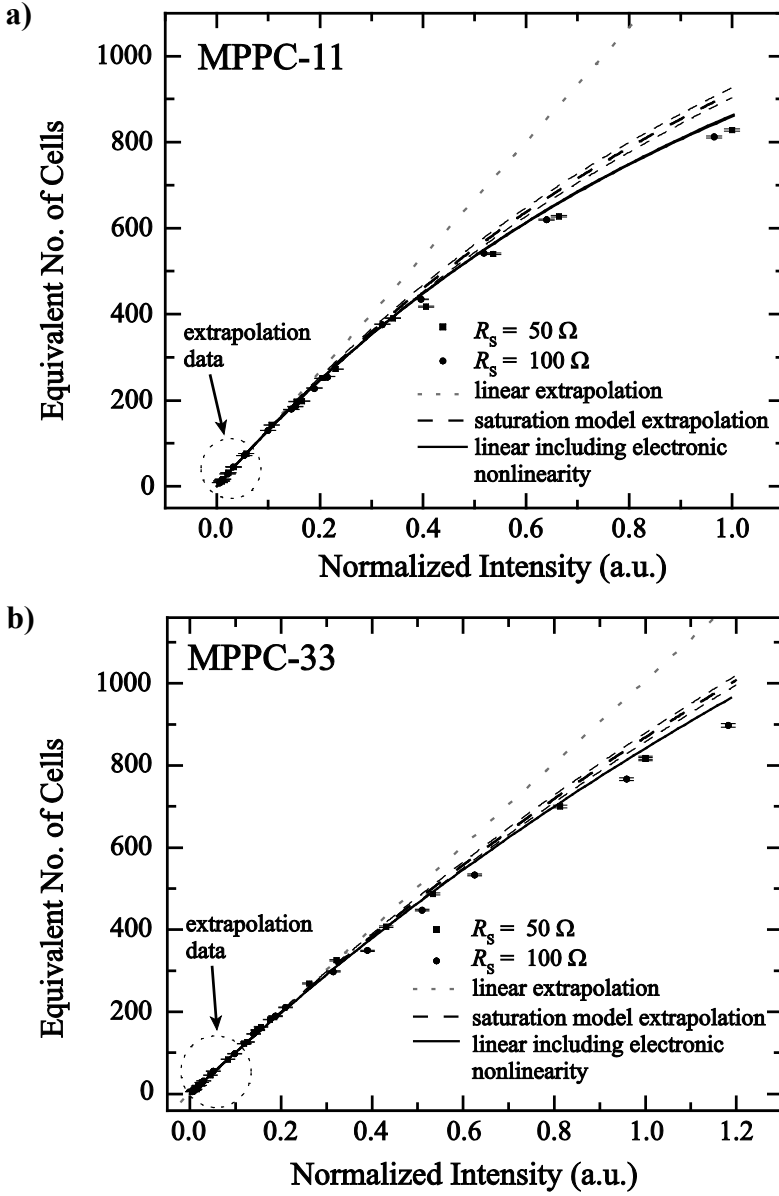 a)
MPPC-11
1000
800
600
400
200
0
Equivalent No. of Cells
extrapolation
data
Rs = 50 Ω
Rs = 100 Ω
linear extrapolation
saturation model extrapolation
linear including electronic
nonlinearity
0.0 0.2 0.4 0.6 0.8 1.0
Normalized Intensity (a.u.)
b)
MPPC-33
1000
800
600
400
200
0
Equivalent No. of Cells
extrapolation
data
Rs = 50 Ω
Rs = 100 Ω
linear extrapolation
saturation model extrapolation
linear including electronic
nonlinearity
0.0 0.2 0.4 0.6 0.8 1.0 1.2
Normalized Intensity (a.u.)